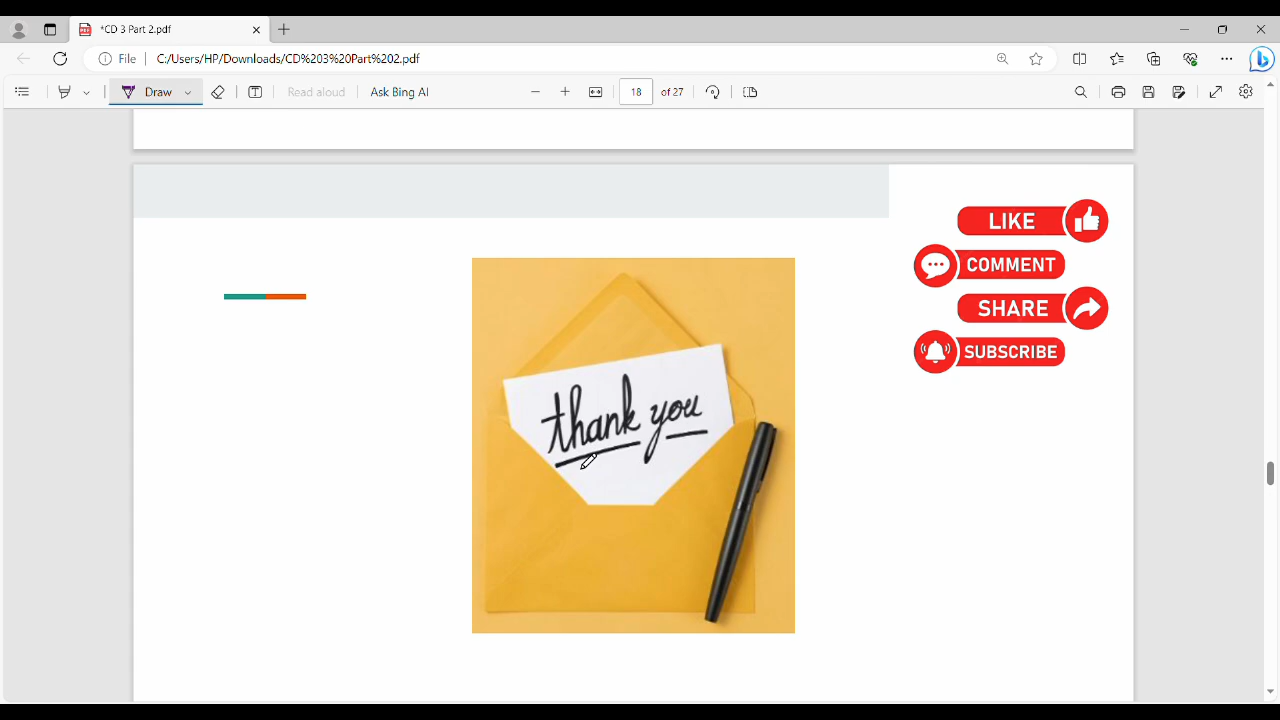 *CD 3 Part 2.pdf
File
C:/Users/HP/Downloads/CD%203%20Part%202.pdf
Draw
Read aloud
Ask Bing AI
18
of 27
LIKE
COMMENT
SHARE
SUBSCRIBE
thank you